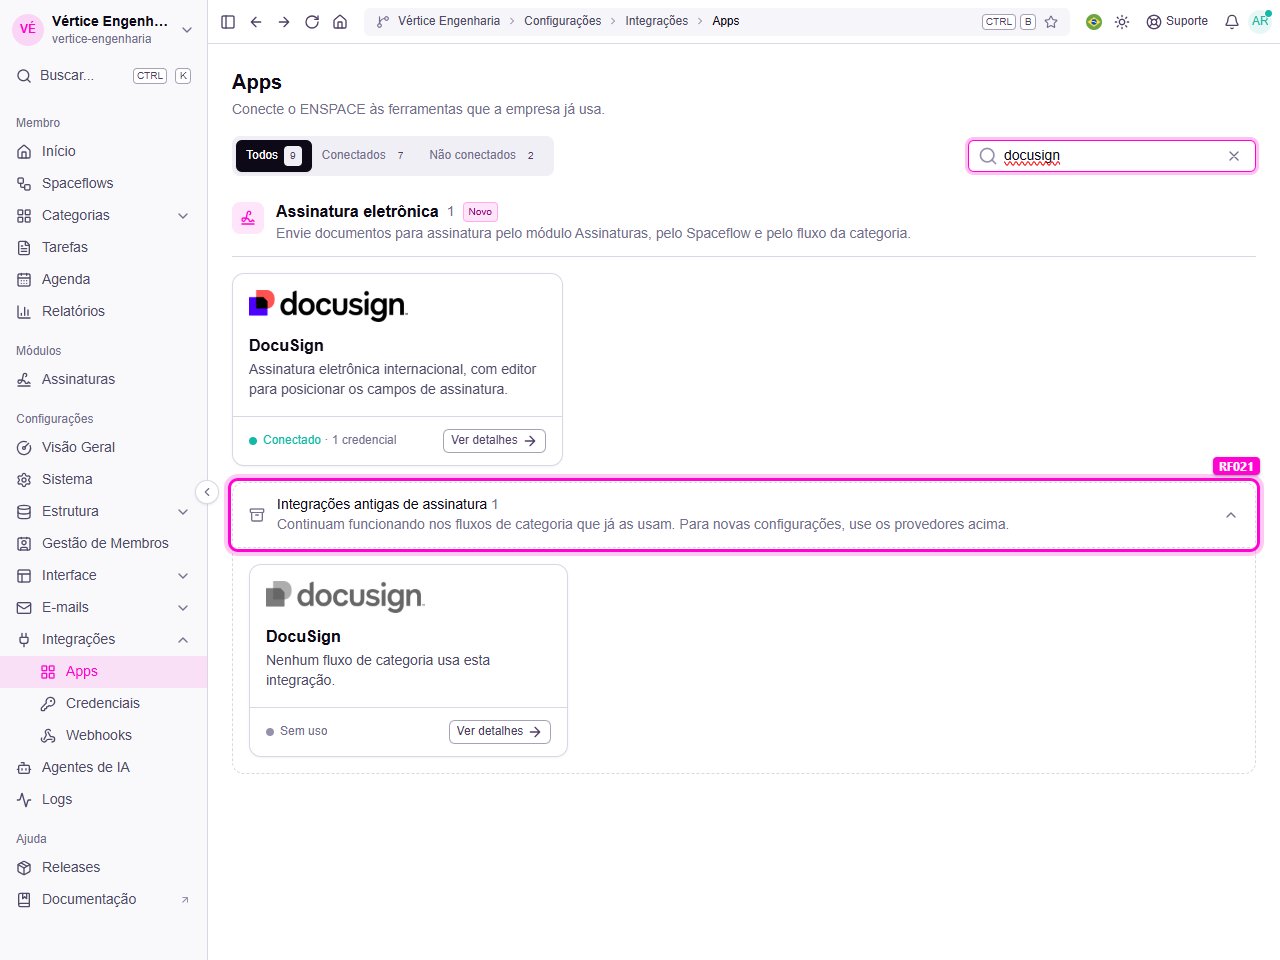 VÉ
Vértice Engenh...
vertice-engenharia
Buscar...
CTRL K
Membro
Início
Spaceflows
Categorias
Tarefas
Agenda
Relatórios
Módulos
Assinaturas
Configurações
Visão Geral
Sistema
Estrutura
Gestão de Membros
Interface
E-mails
Integrações
Apps
Credenciais
Webhooks
Agentes de IA
Logs
Ajuda
Releases
Documentação
Vértice Engenharia > Configurações > Integrações > Apps
CTRL B
Suporte
AR
Apps
Conecte o ENSPACE às ferramentas que a empresa já usa.
Todos 9 Conectados 7 Não conectados 2
docusign
Assinatura eletrônica 1 Novo
Envie documentos para assinatura pelo módulo Assinaturas, pelo Spaceflow e pelo fluxo da categoria.
docusign
DocuSign
Assinatura eletrônica internacional, com editor
para posicionar os campos de assinatura.
Conectado · 1 credencial
Ver detalhes
RF021
Integrações antigas de assinatura 1
Continuam funcionando nos fluxos de categoria que já as usam. Para novas configurações, use os provedores acima.
docusign
DocuSign
Nenhum fluxo de categoria usa esta
integração.
Sem uso
Ver detalhes